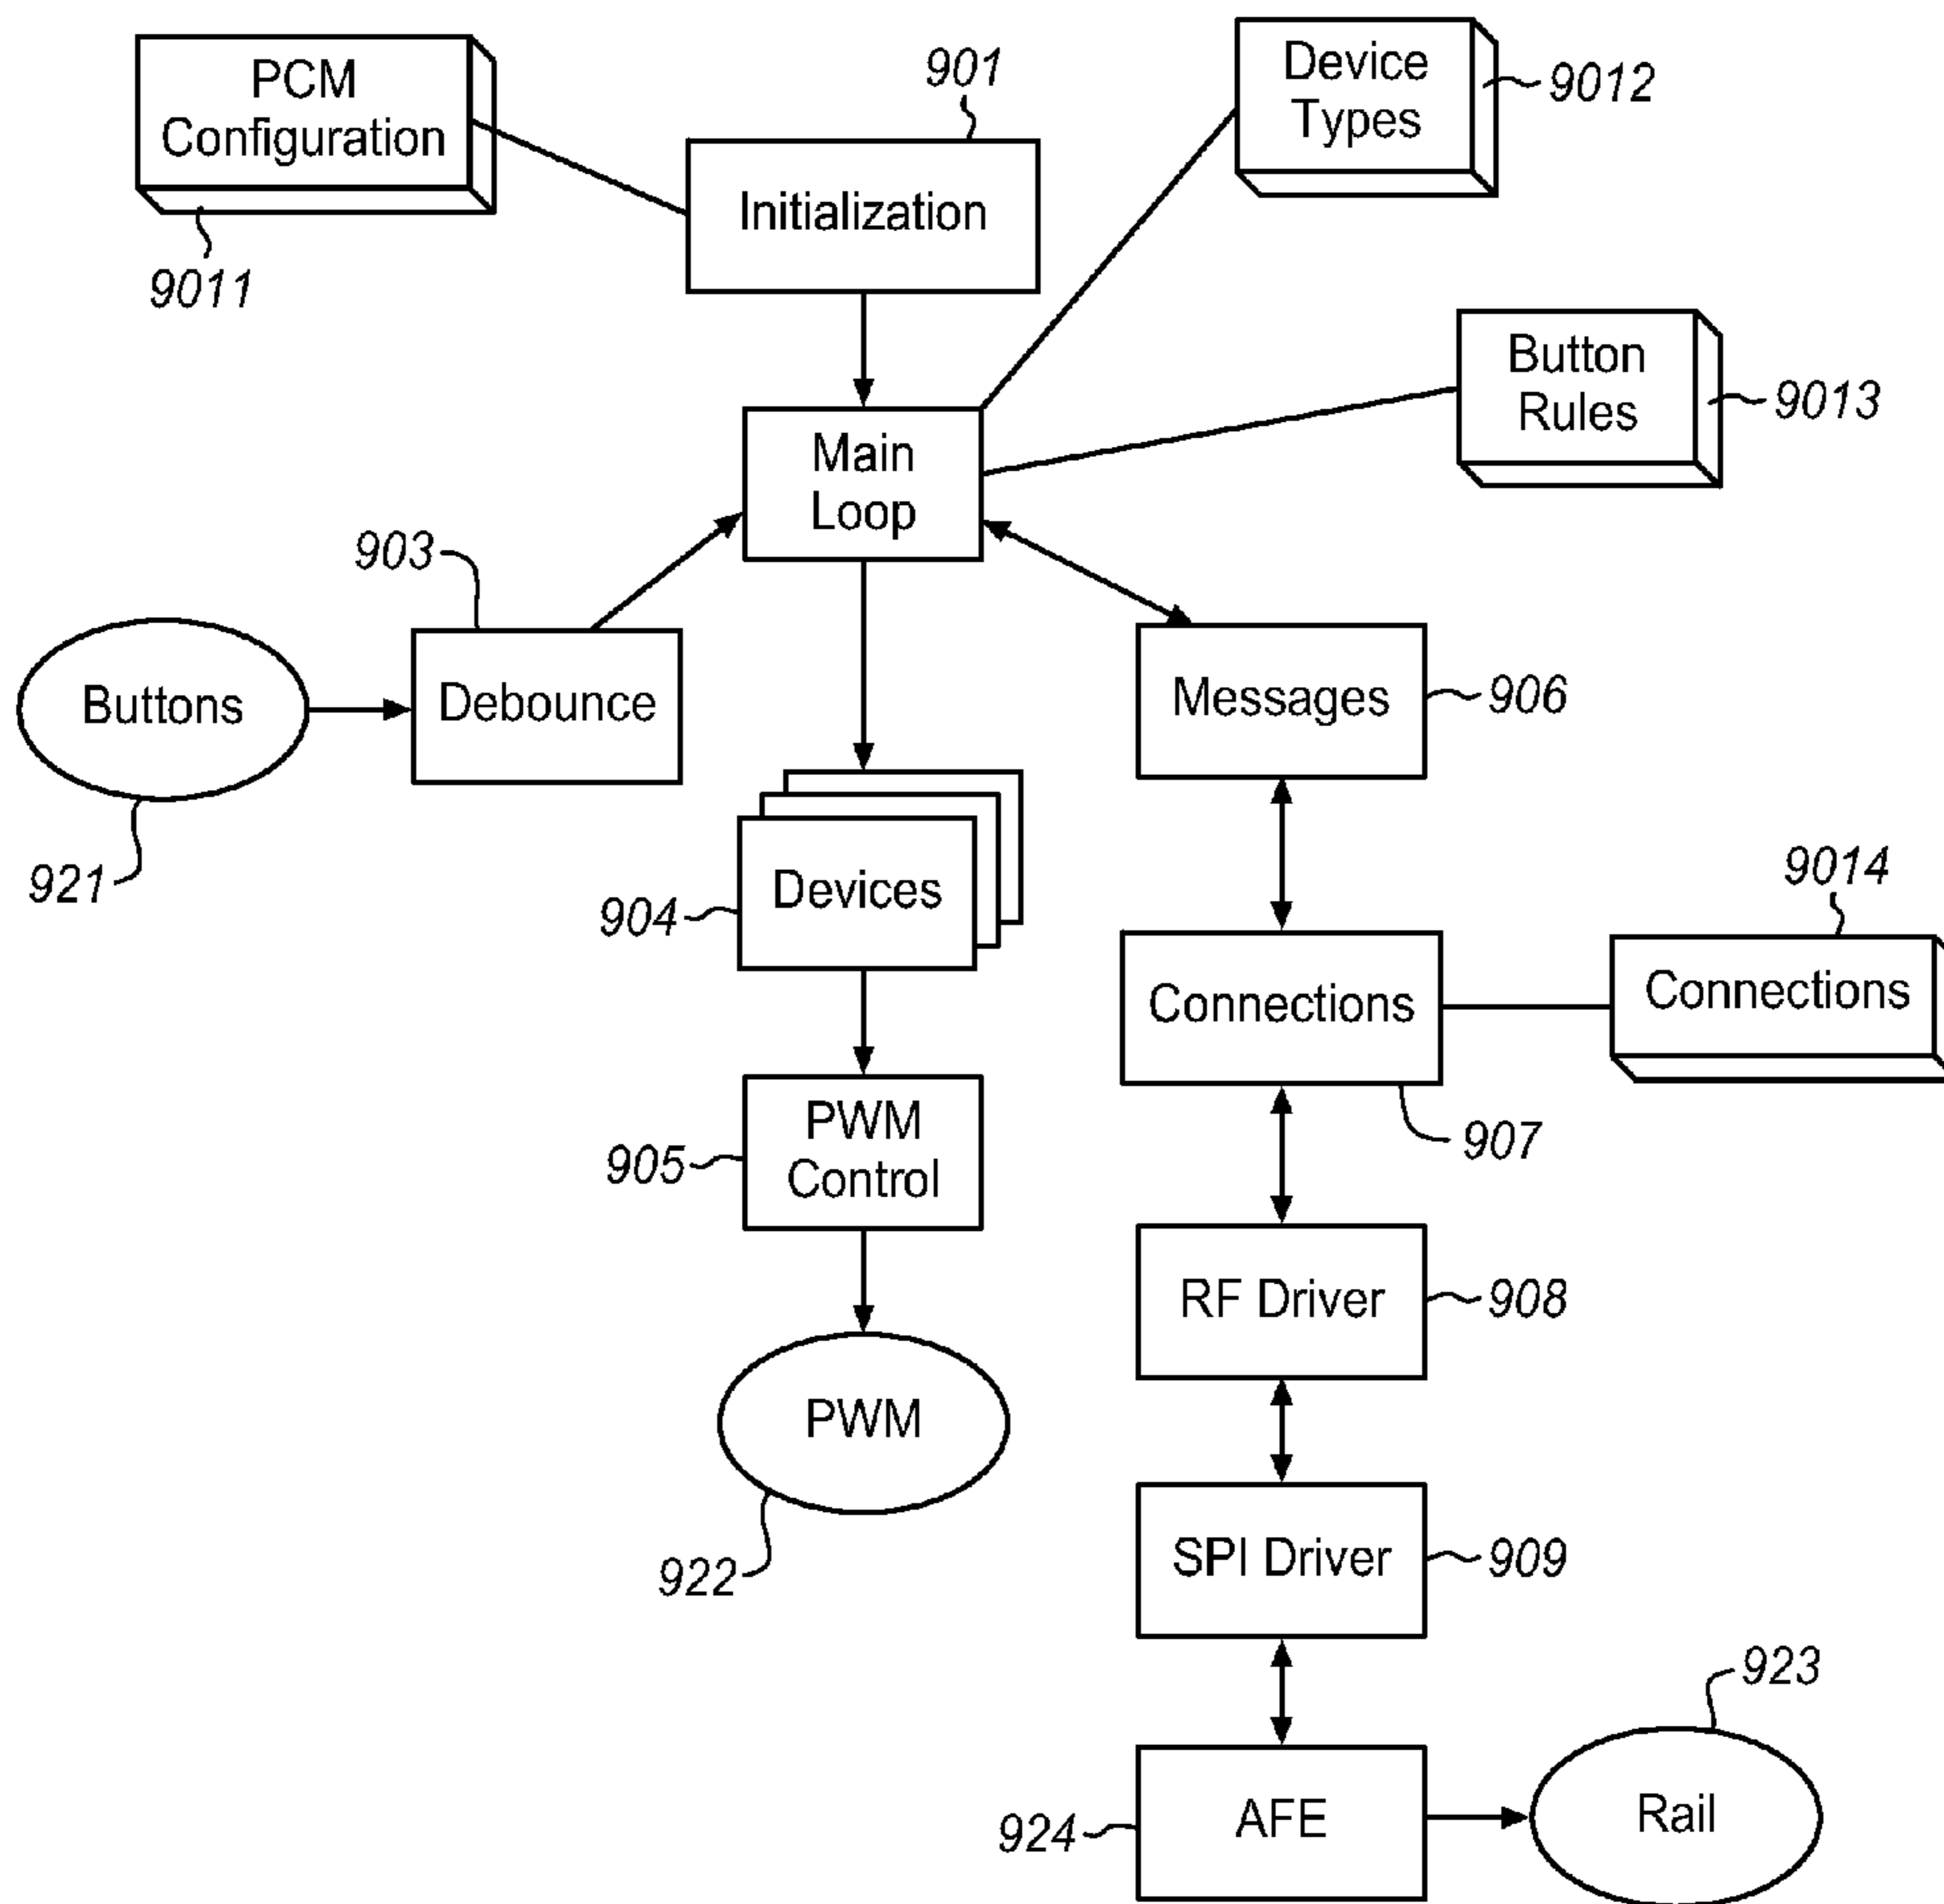 PCM
Configuration
9011
901
Initialization
Device
Types
9012
Button
Rules
9013
Main
Loop
903
Buttons
921
Debounce
Messages
906
Devices
904
Connections
907
9014
Connections
PWM
Control
905
RF Driver
908
PWM
922
SPI Driver
909
923
AFE
924
Rail